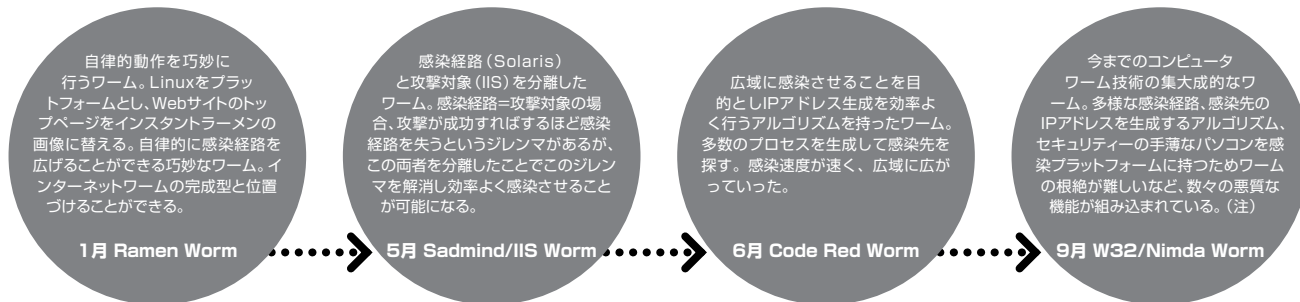 自律的動作を巧妙に
行うワーム。Linuxをプラッ
トフォームとし、Webサイトのトッ
プページをインスタントラーメンの
画像に替える。自律的に感染経路を
広げることができる巧妙なワーム。イ
ンターネットワームの完成型と位置
づけることができる。
1月 Ramen Worm
感染経路(Solaris)
と攻撃対象(IIS)を分離した
ワーム。感染経路=攻撃対象の場
合、攻撃が成功すればするほど感染
経路を失うというジレンマがあるが、
この両者を分離したことでこのジレン
マを解消し効率よく感染させること
が可能になる。
5月 Sadmind/IIS Worm
広域に感染させることを目
的としIPアドレス生成を効率よ
く行うアルゴリズムを持ったワーム。
多数のプロセスを生成して感染先を
探す。感染速度が速く、広域に広が
っていった。
6月 Code Red Worm
今までのコンピュータ
ワーム技術の集大成的なワ
ーム。多様な感染経路、感染先の
IPアドレスを生成するアルゴリズム、
セキュリティーの手薄なパソコンを感
染プラットフォームに持つためワーム
の根絶が難しいなど、数々の悪質な
機能が組み込まれている。(注)
9月 W32/Nimda Worm